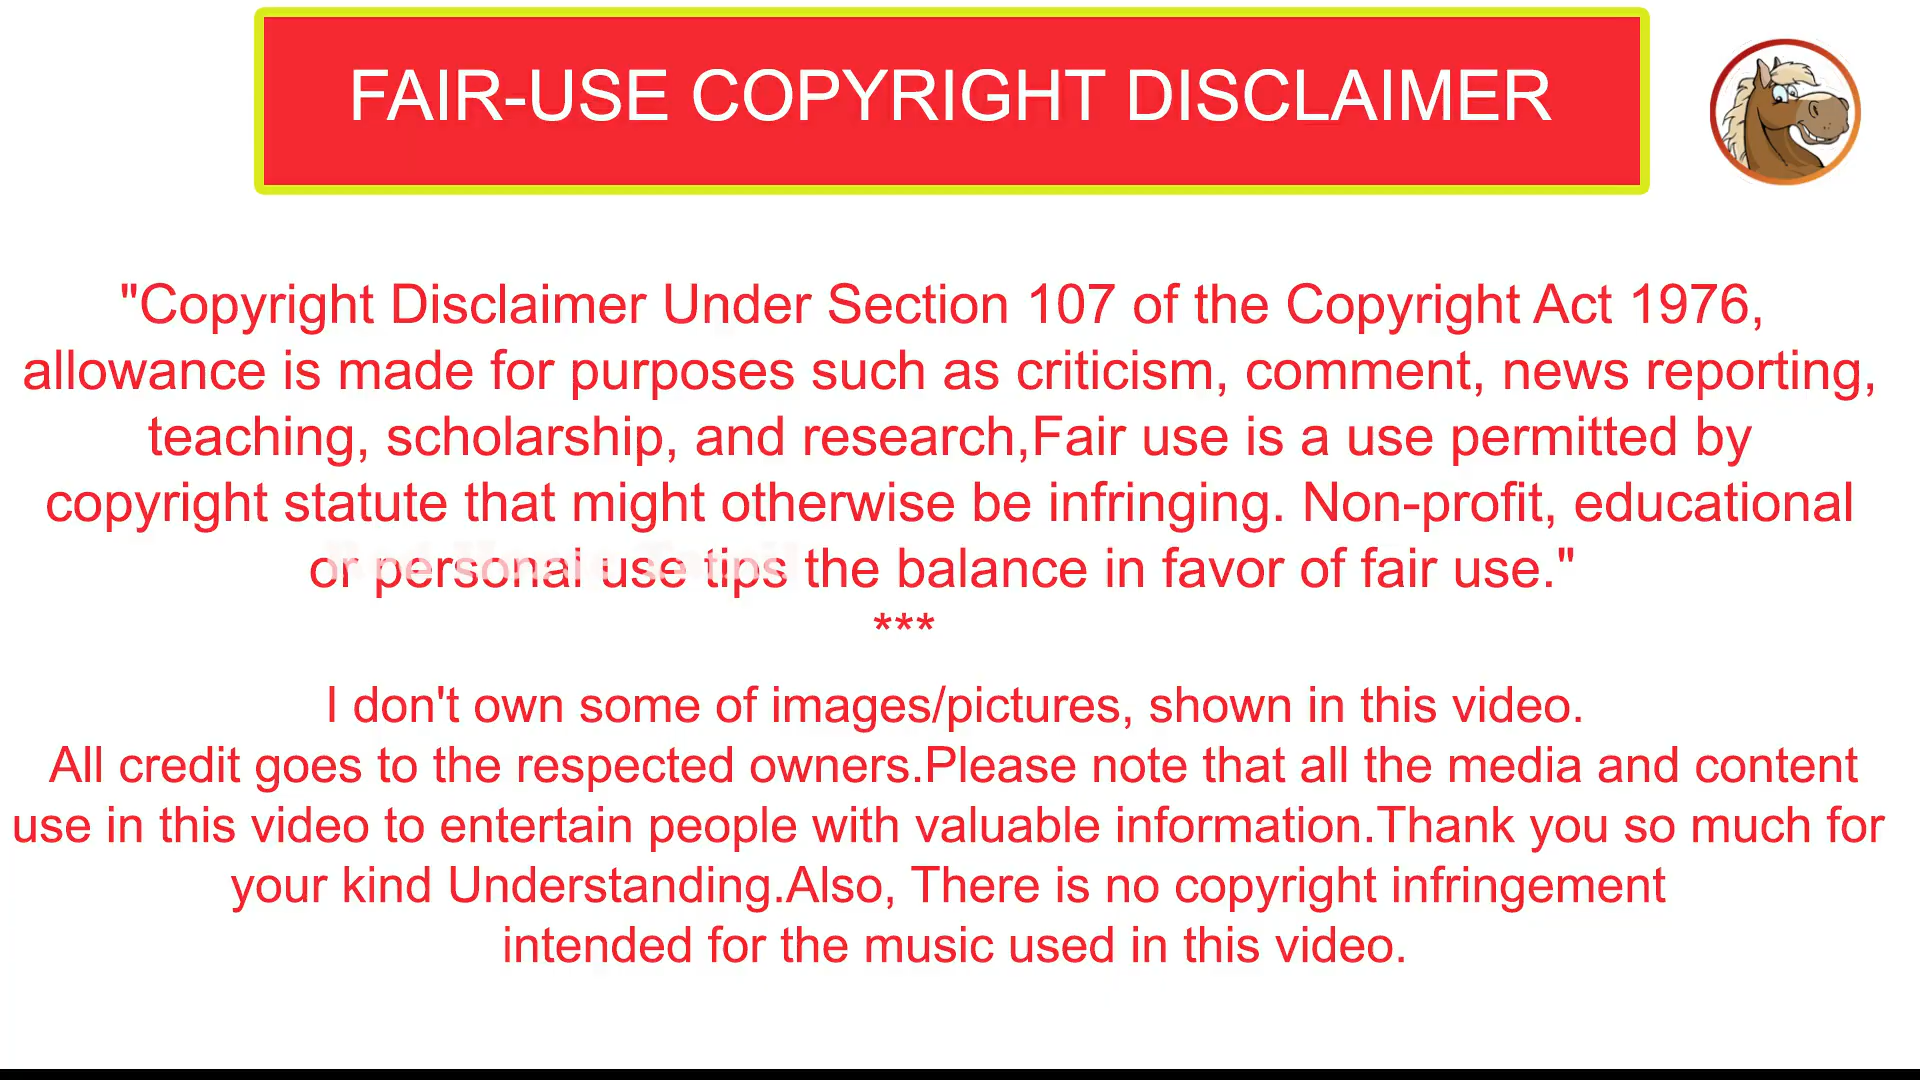 FAIR-USE COPYRIGHT DISCLAIMER
"Copyright Disclaimer Under Section 107 of the Copyright Act 1976,
allowance is made for purposes such as criticism, comment, news reporting,
teaching, scholarship, and research,Fair use is a use permitted by
copyright statute that might otherwise be infringing. Non-profit, educational
or personal use tips the balance in favor of fair use."
***
I don't own some of images/pictures, shown in this video.
All credit goes to the respected owners.Please note that all the media and content
use in this video to entertain people with valuable information.Thank you so much for
your kind Understanding.Also, There is no copyright infringement
intended for the music used in this video.